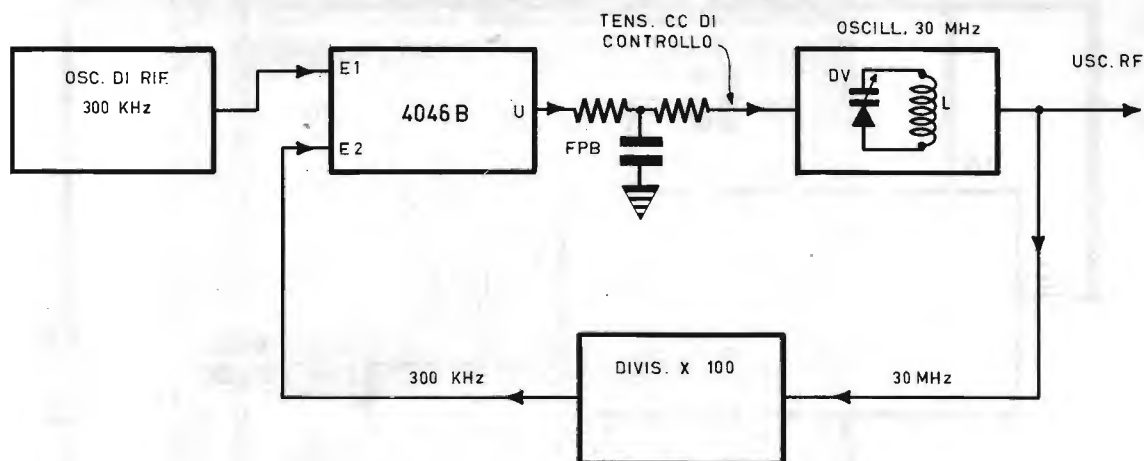 TENS. CC DI
CONTROLLO
OSCILL. 30 MHz
USC. RF
OSC. DI RIF.
300 KHz
E1
E2
4046 B
U
FPB
DV
L
DIVIS. X 100
300 KHz
30 MHz